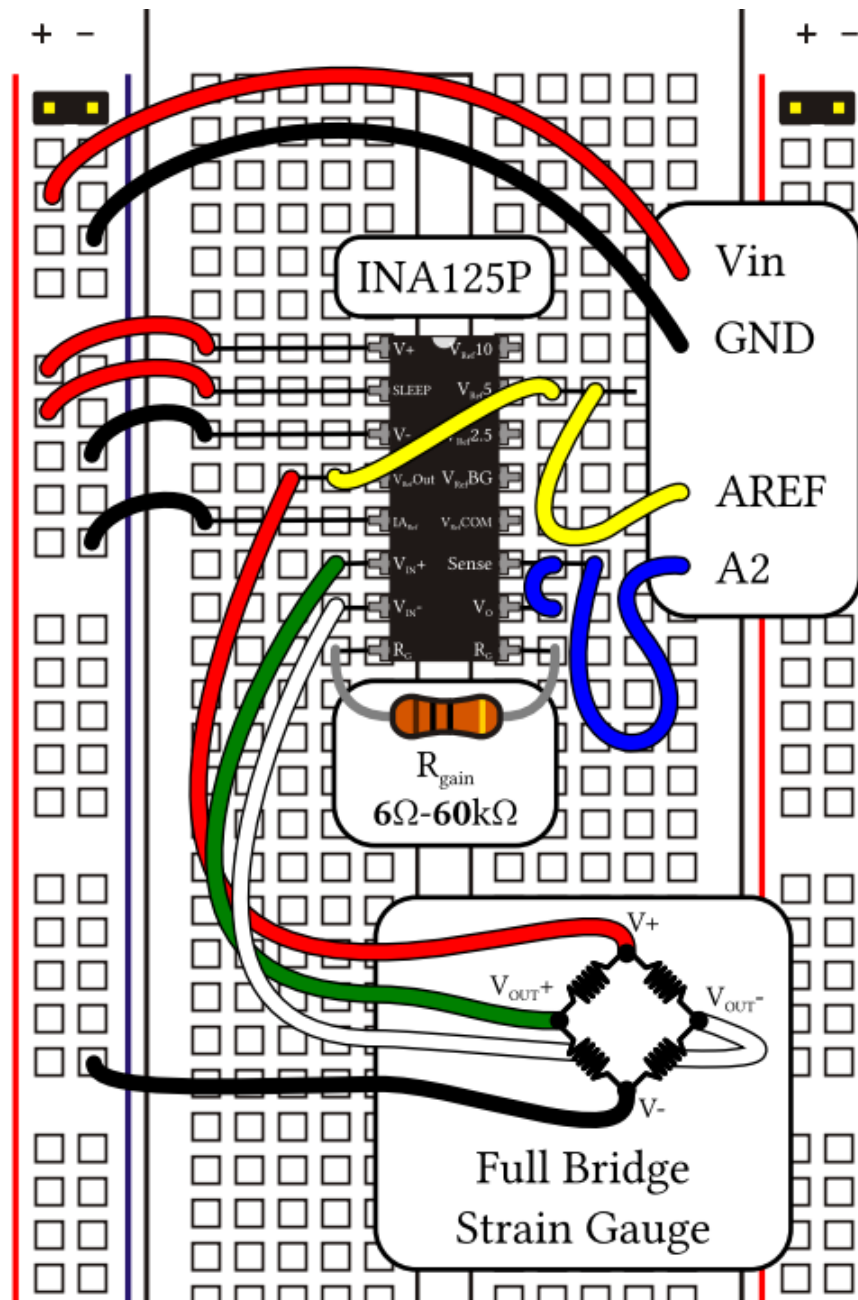 + - + -
INA125P
Vin
GND
AREF
A2
V+ VRef10
SLEEP VRef5
V- VRef2.5
VRefOut VRefBG
IARef VRefCOM
VIN+ Sense
VIN- VO
RG RG
Rgain
6Ω-60kΩ
V+
VOUT+ VOUT-
V-
Full Bridge
Strain Gauge